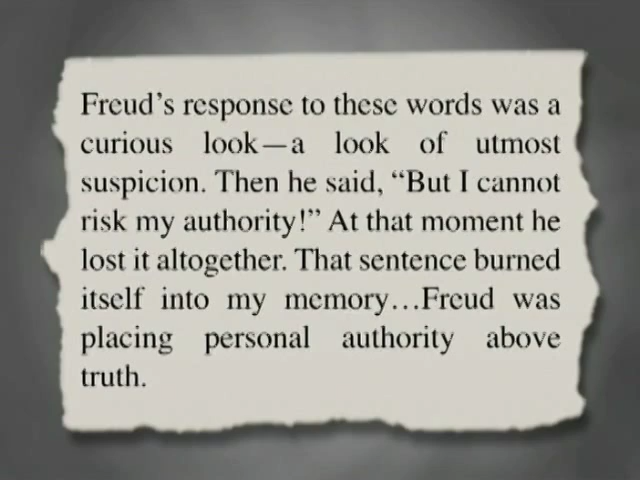 Freud's response to these words was a
curious look—a look of utmost
suspicion. Then he said, “But I cannot
risk my authority!” At that moment he
lost it altogether. That sentence burned
itself into my memory...Freud was
placing personal authority above
truth.